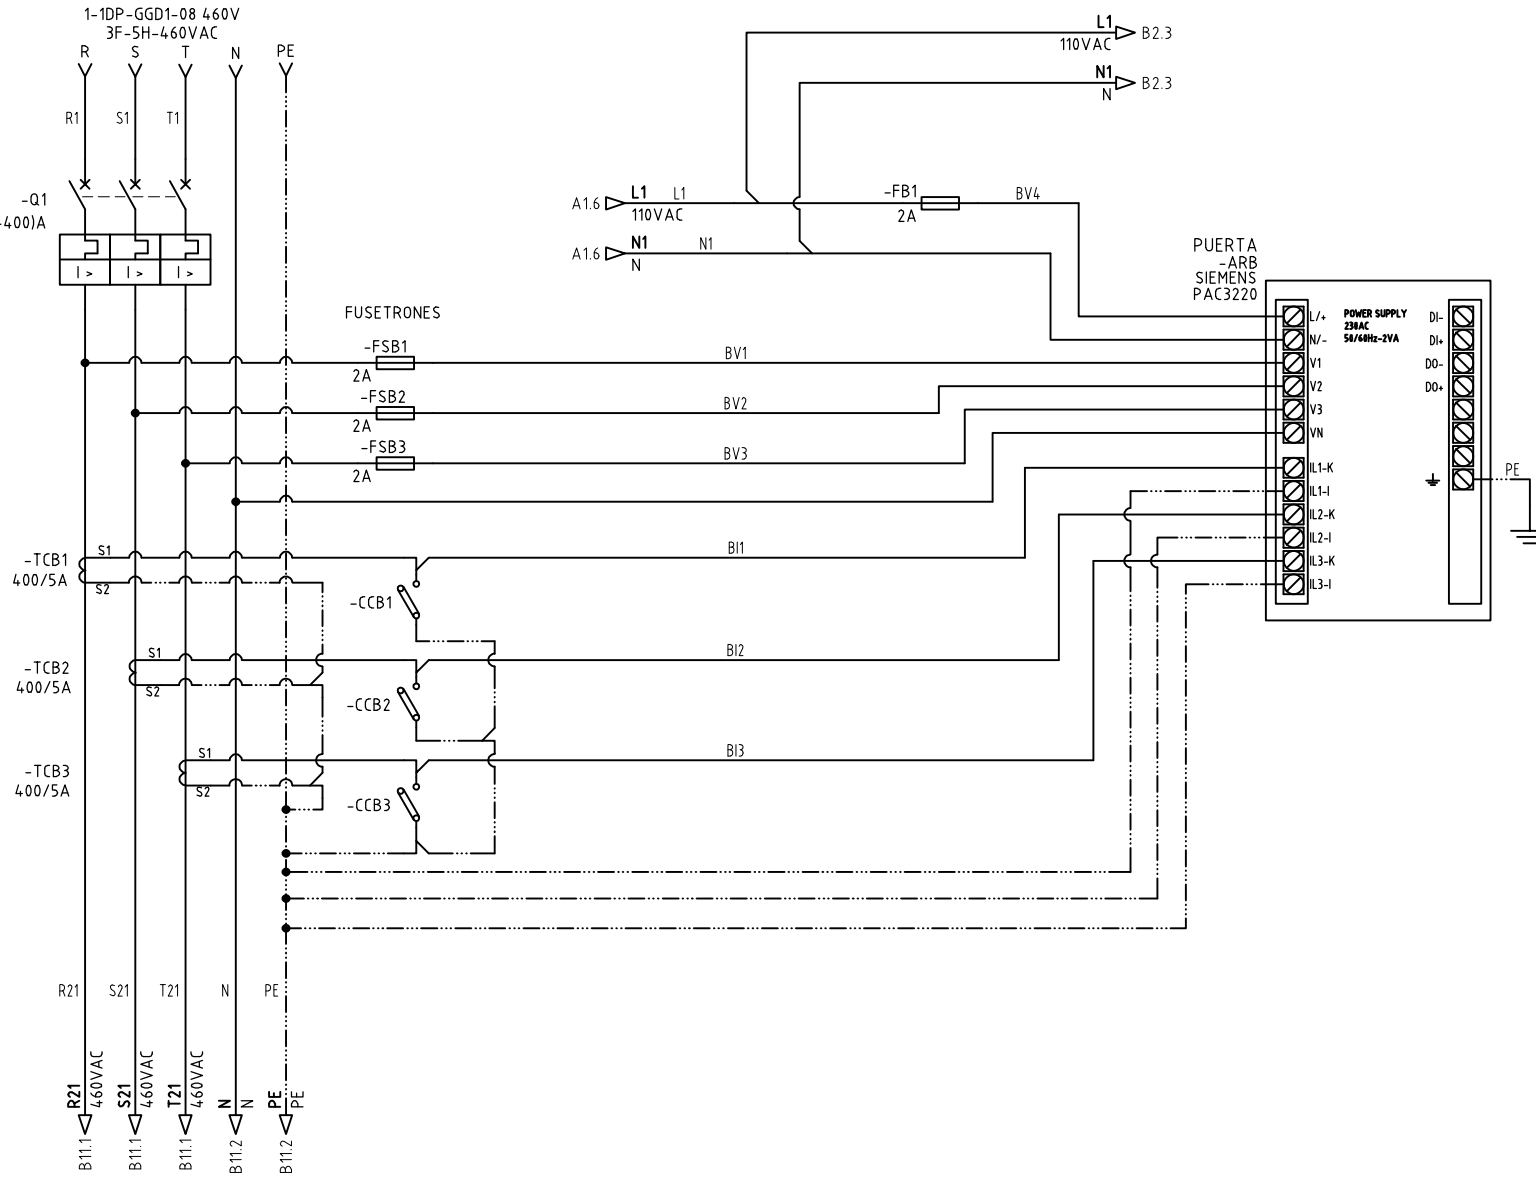 1-1DP-GGD1-08 460V
3F-5H-460VAC
R S T N PE
R1 S1 T1
-Q1
-400)A
I > I > I >
L1
110VAC
B2.3
N1
N
B2.3
A1.6
L1
110VAC
L1
-FB1
2A
BV4
A1.6
N1
N
N1
PUERTA
-ARB
SIEMENS
PAC3220
POWER SUPPLY
230AC
50/60Hz-2VA
L/+
N/-
V1
V2
V3
VN
IL1-K
IL1-I
IL2-K
IL2-I
IL3-K
IL3-I
DI-
DI+
DO-
DO+
PE
FUSETRONES
-FSB1
2A
BV1
-FSB2
2A
BV2
-FSB3
2A
BV3
-TCB1
400/5A
S1
S2
-CCB1
BI1
-TCB2
400/5A
S1
S2
-CCB2
BI2
-TCB3
400/5A
S1
S2
-CCB3
BI3
R21 S21 T21 N PE
R21
460VAC
B11.1
S21
460VAC
B11.1
T21
460VAC
B11.1
N
N
B11.2
PE
PE
B11.2